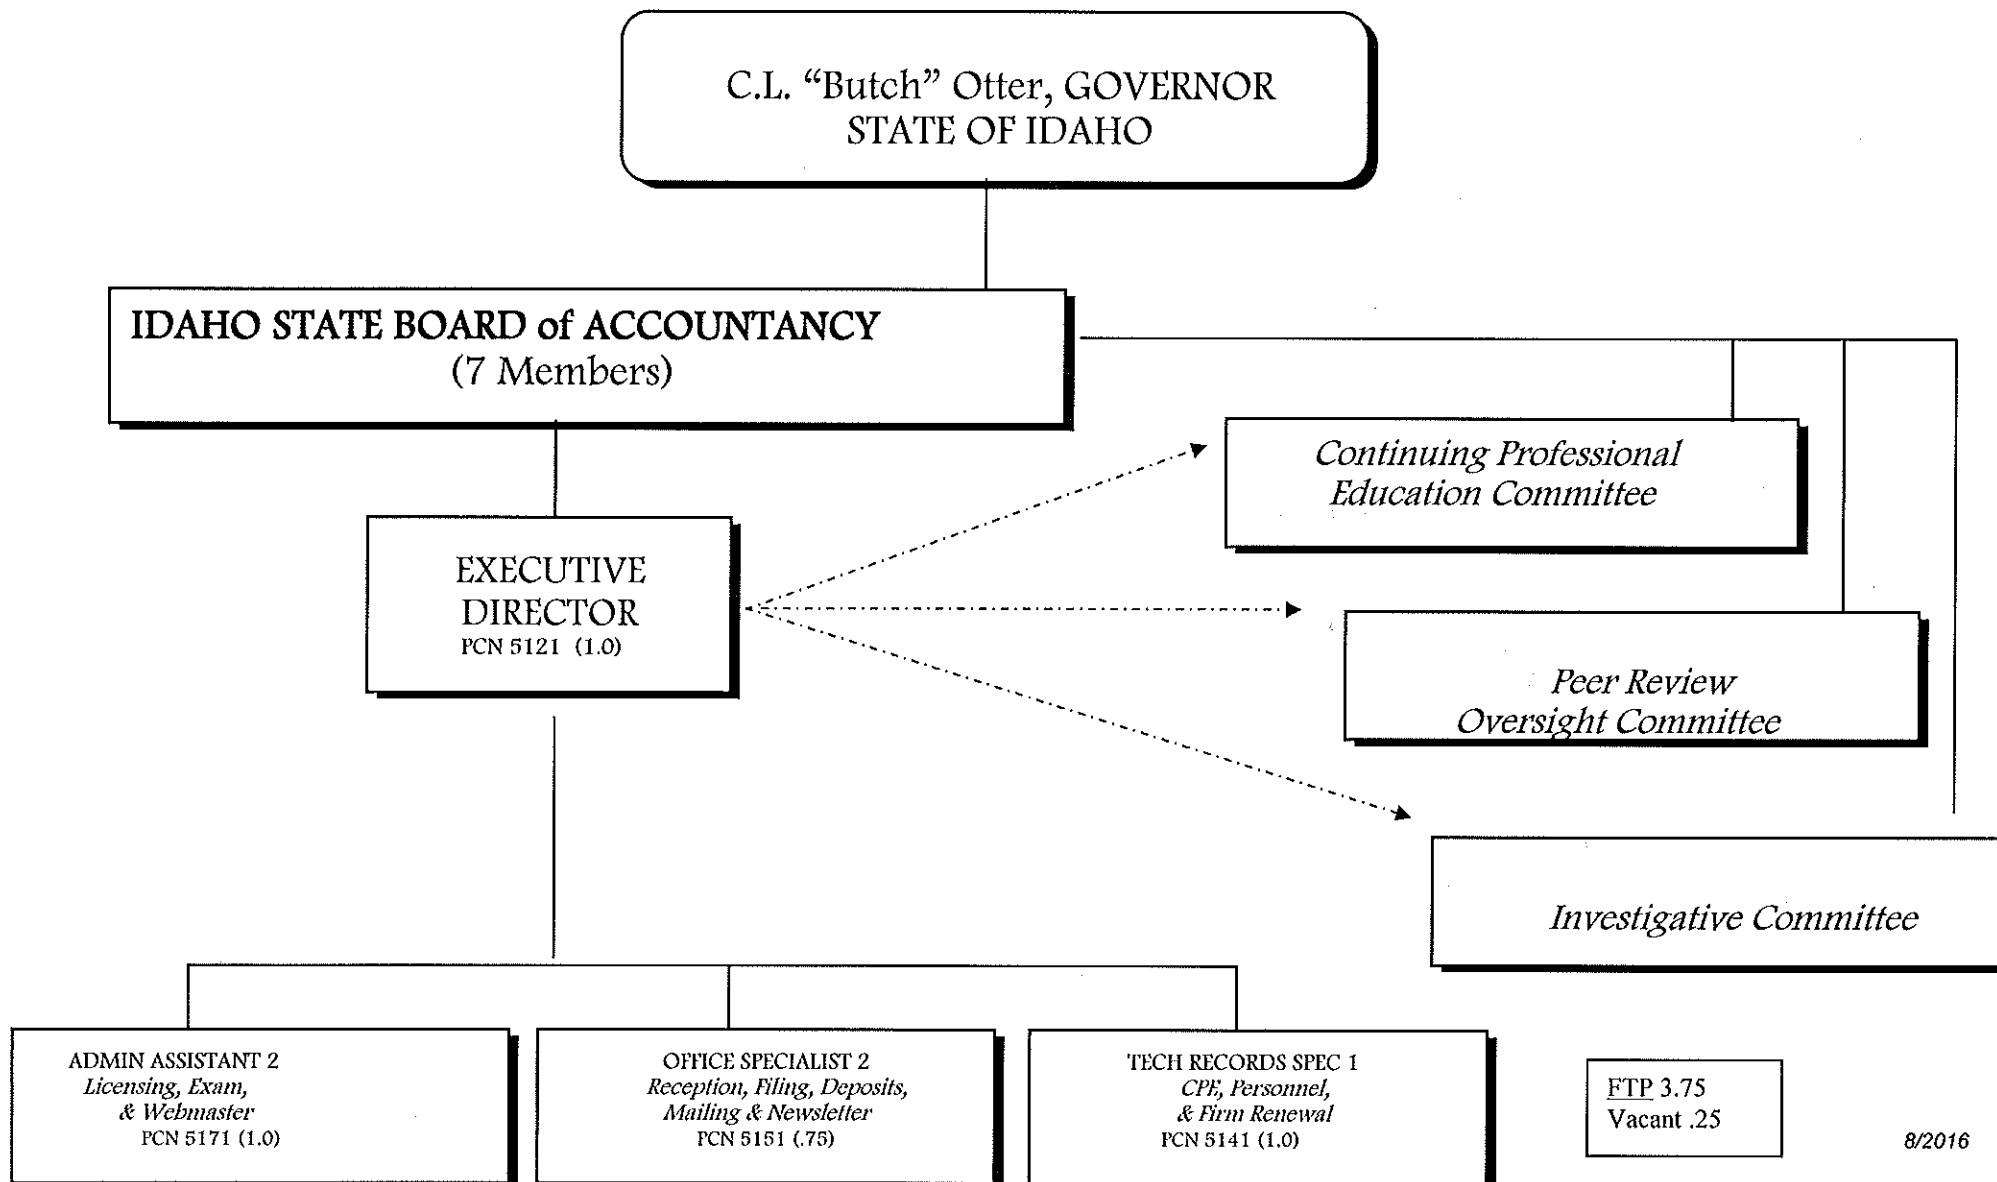 C.L. “Butch” Otter, GOVERNOR
STATE OF IDAHO
IDAHO STATE BOARD of ACCOUNTANCY
(7 Members)
Continuing Professional
Education Committee
EXECUTIVE
DIRECTOR
PCN 5121 (1.0)
Peer Review
Oversight Committee
Investigative Committee
ADMIN ASSISTANT 2
Licensing, Exam,
& Webmaster
PCN 5171 (1.0)
OFFICE SPECIALIST 2
Reception, Filing, Deposits,
Mailing & Newsletter
PCN 5151 (.75)
TECH RECORDS SPEC 1
CPE, Personnel,
& Firm Renewal
PCN 5141 (1.0)
FTP 3.75
Vacant .25
8/2016